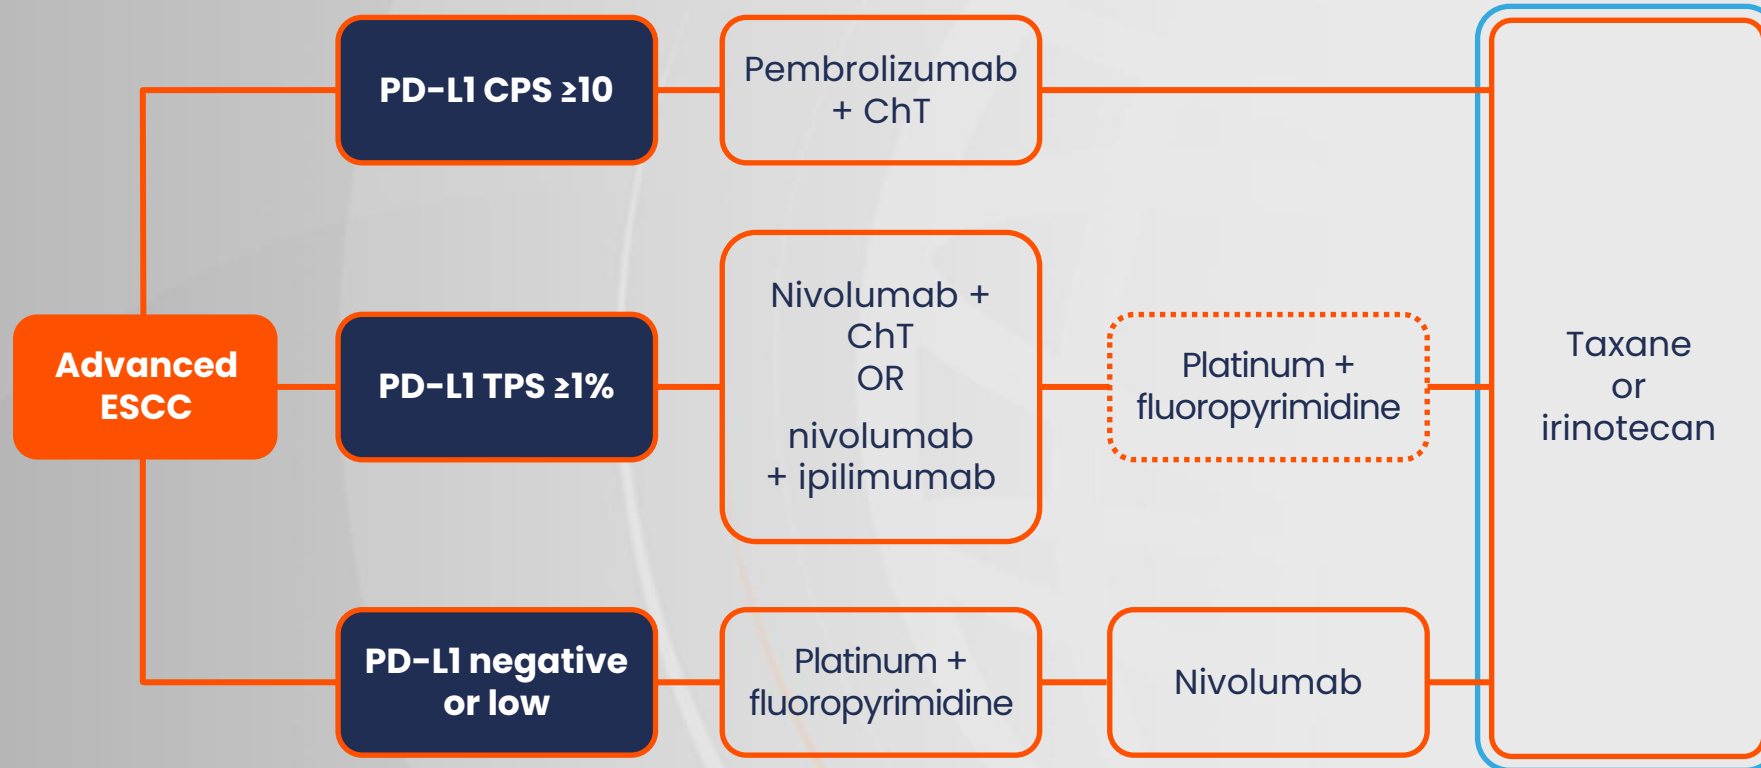 PD-L1 CPS ≥10
Pembrolizumab
+ ChT
Advanced
ESCC
PD-L1 TPS ≥1%
Nivolumab +
ChT
OR
nivolumab
+ ipilimumab
Platinum +
fluoropyrimidine
Taxane
or
irinotecan
PD-L1 negative
or low
Platinum +
fluoropyrimidine
Nivolumab